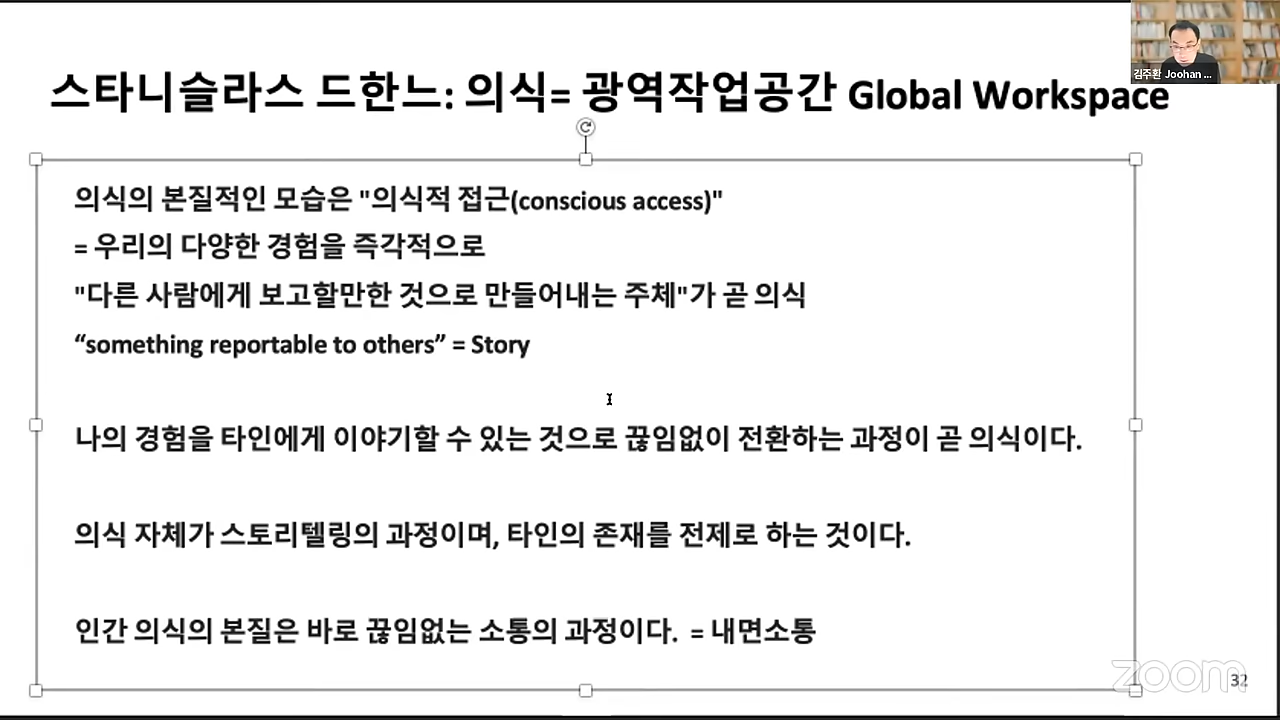 김주환 Joohan ...
스타니슬라스 드한느: 의식= 광역작업공간 Global Workspace
의식의 본질적인 모습은 "의식적 접근(conscious access)"
= 우리의 다양한 경험을 즉각적으로
"다른 사람에게 보고할만한 것으로 만들어내는 주체"가 곧 의식
“something reportable to others” = Story
나의 경험을 타인에게 이야기할 수 있는 것으로 끊임없이 전환하는 과정이 곧 의식이다.
의식 자체가 스토리텔링의 과정이며, 타인의 존재를 전제로 하는 것이다.
인간 의식의 본질은 바로 끊임없는 소통의 과정이다. = 내면소통
zoom
32